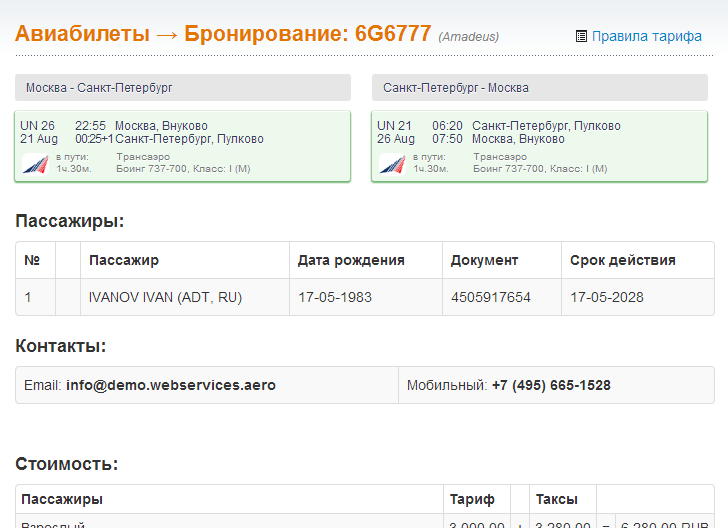 Авиабилеты → Бронирование: 6G6777 (Amadeus) Правила тарифа
Москва - Санкт-Петербург
UN 26 22:55 Москва, Внуково
21 Aug 00:25+1 Санкт-Петербург, Пулково
в пути: Трансаэро
1ч.30м. Боинг 737-700, Класс: I (M)
Санкт-Петербург - Москва
UN 21 06:20 Санкт-Петербург, Пулково
26 Aug 07:50 Москва, Внуково
в пути: Трансаэро
1ч.30м. Боинг 737-700, Класс: I (M)
Пассажиры:
№ Пассажир Дата рождения Документ Срок действия
1 IVANOV IVAN (ADT, RU) 17-05-1983 4505917654 17-05-2028
Контакты:
Email: info@demo.webservices.aero Мобильный: +7 (495) 665-1528
Стоимость:
Пассажиры Тариф Таксы
Взрослый 3,000.00 + 3,280.00 = 6,280.00 RUB